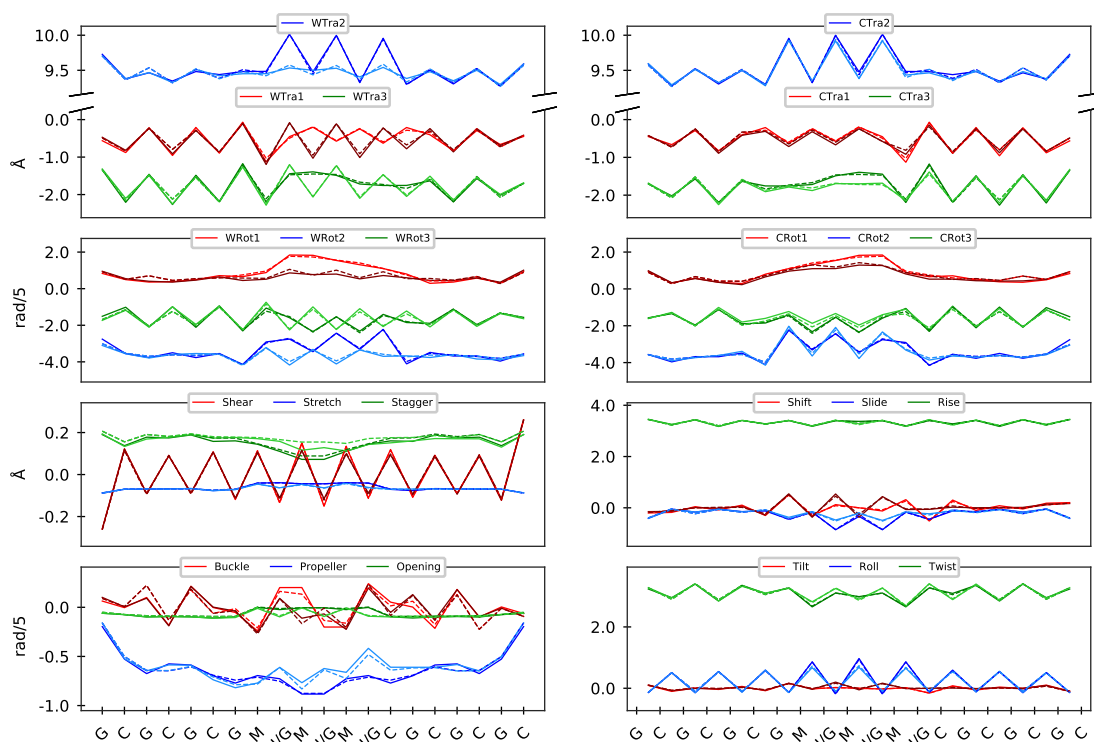 WTra2
CTra2
10.0
9.5
10.0
9.5
WTra1 WTra3
CTra1 CTra3
Å
0.0
-1.0
-2.0
0.0
-1.0
-2.0
WRot1 WRot2 WRot3
CRot1 CRot2 CRot3
rad/5
2.0
0.0
-2.0
-4.0
2.0
0.0
-2.0
-4.0
Shear Stretch Stagger
Shift Slide Rise
Å
0.2
0.0
-0.2
4.0
2.0
0.0
Buckle Propeller Opening
Tilt Roll Twist
rad/5
0.0
-0.5
-1.0
2.0
0.0
G C G C G C G M /G M /G M /G C G C G C G C
G C G C G C G M /G M /G M /G C G C G C G C